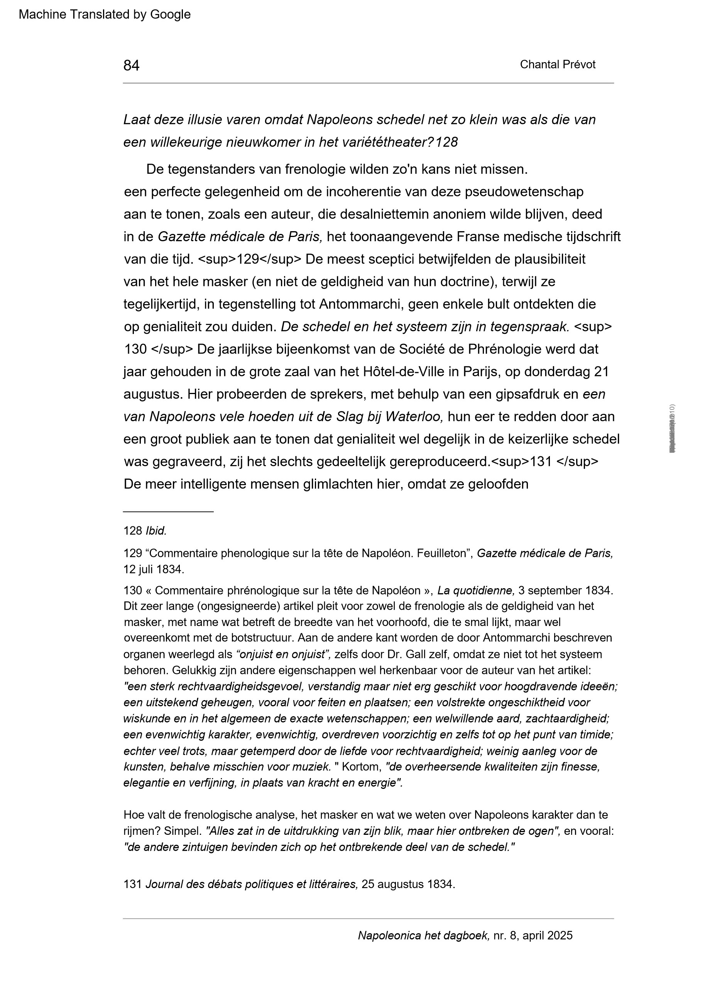 Machine Translated by Google
84
Chantal Prévot
Laat deze illusie varen omdat Napoleons schedel net zo klein was als die van
een willekeurige nieuwkomer in het variététheater?128
De tegenstanders van frenologie wilden zo'n kans niet missen.
een perfecte gelegenheid om de incoherentie van deze pseudowetenschap
aan te tonen, zoals een auteur, die desalniettemin anoniem wilde blijven, deed
in de Gazette médicale de Paris, het toonaangevende Franse medische tijdschrift
van die tijd. <sup>129</sup> De meest sceptici betwijfelden de plausibiliteit
van het hele masker (en niet de geldigheid van hun doctrine), terwijl ze
tegelijkertijd, in tegenstelling tot Antommarchi, geen enkele bult ontdekten die
op genialiteit zou duiden. De schedel en het systeem zijn in tegenspraak. <sup>
130 </sup> De jaarlijkse bijeenkomst van de Société de Phrénologie werd dat
jaar gehouden in de grote zaal van het Hôtel-de-Ville in Parijs, op donderdag 21
augustus. Hier probeerden de sprekers, met behulp van een gipsafdruk en een
van Napoleons vele hoeden uit de Slag bij Waterloo, hun eer te redden door aan
een groot publiek aan te tonen dat genialiteit wel degelijk in de keizerlijke schedel
was gegraveerd, zij het slechts gedeeltelijk gereproduceerd.<sup>131 </sup>
De meer intelligente mensen glimlachten hier, omdat ze geloofden
128 Ibid.
129 “Commentaire phenologique sur la tête de Napoléon. Feuilleton”, Gazette médicale de Paris,
12 juli 1834.
130 « Commentaire phrénologique sur la tête de Napoléon », La quotidienne, 3 september 1834.
Dit zeer lange (ongesigneerde) artikel pleit voor zowel de frenologie als de geldigheid van het
masker, met name wat betreft de breedte van het voorhoofd, die te smal lijkt, maar wel
overeenkomt met de botstructuur. Aan de andere kant worden de door Antommarchi beschreven
organen weerlegd als “onjuist en onjuist”, zelfs door Dr. Gall zelf, omdat ze niet tot het systeem
behoren. Gelukkig zijn andere eigenschappen wel herkenbaar voor de auteur van het artikel:
"een sterk rechtvaardigheidsgevoel, verstandig maar niet erg geschikt voor hoogdravende ideeën;
een uitstekend geheugen, vooral voor feiten en plaatsen; een volstrekte ongeschiktheid voor
wiskunde en in het algemeen de exacte wetenschappen; een welwillende aard, zachtaardigheid;
een evenwichtig karakter, evenwichtig, overdreven voorzichtig en zelfs tot op het punt van timide;
echter veel trots, maar getemperd door de liefde voor rechtvaardigheid; weinig aanleg voor de
kunsten, behalve misschien voor muziek. " Kortom, "de overheersende kwaliteiten zijn finesse,
elegantie en verfijning, in plaats van kracht en energie".
Hoe valt de frenologische analyse, het masker en wat we weten over Napoleons karakter dan te
rijmen? Simpel. "Alles zat in de uitdrukking van zijn blik, maar hier ontbreken de ogen", en vooral:
"de andere zintuigen bevinden zich op het ontbrekende deel van de schedel."
131 Journal des débats politiques et littéraires, 25 augustus 1834.
Napoleonica het dagboek, nr. 8, april 2025